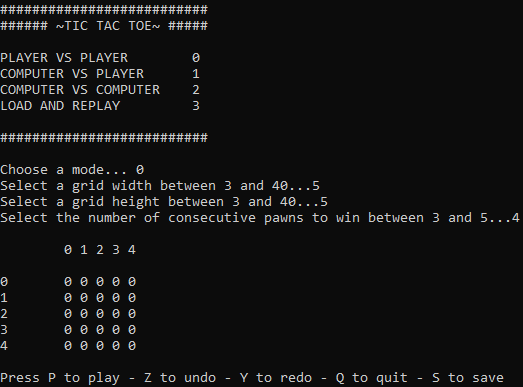 ##########################
###### ~TIC TAC TOE~ #####
PLAYER VS PLAYER        0
COMPUTER VS PLAYER      1
COMPUTER VS COMPUTER    2
LOAD AND REPLAY         3
##########################
Choose a mode... 0
Select a grid width between 3 and 40...5
Select a grid height between 3 and 40...5
Select the number of consecutive pawns to win between 3 and 5...4
        0 1 2 3 4
0       0 0 0 0 0
1       0 0 0 0 0
2       0 0 0 0 0
3       0 0 0 0 0
4       0 0 0 0 0
Press P to play - Z to undo - Y to redo - Q to quit - S to save